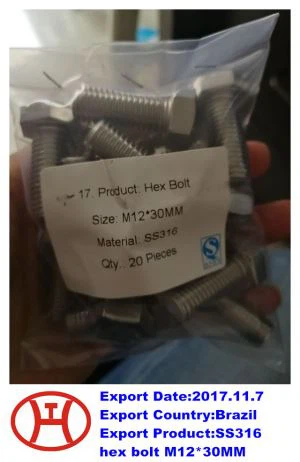 17. Product: Hex Bolt
Size: M12*30MM
Material. SS316
Qty.. 20 Pieces
Export Date:2017.11.7
Export Country:Brazil
Export Product:SS316
hex bolt M12*30MM